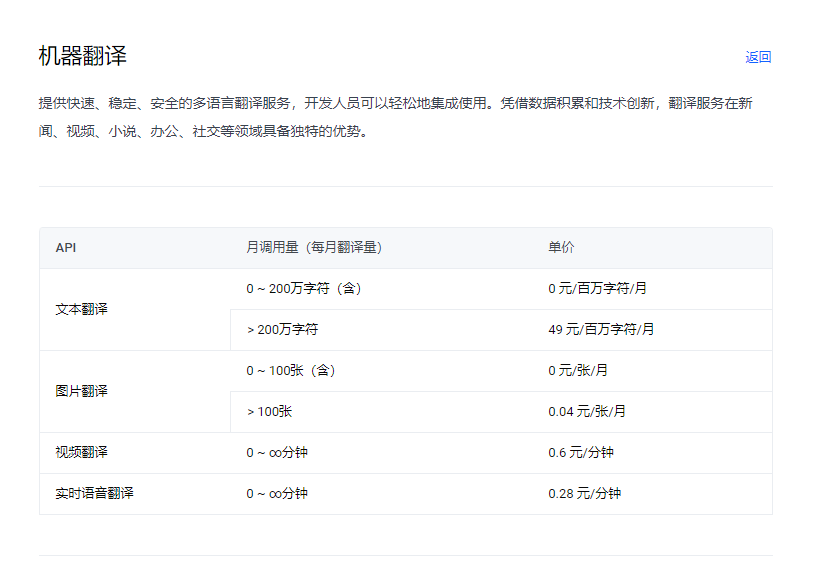 机器翻译
返回
提供快速、稳定、安全的多语言翻译服务，开发人员可以轻松地集成使用。凭借数据积累和技术创新，翻译服务在新
闻、视频、小说、办公、社交等领域具备独特的优势。
API 月调用量（每月翻译量） 单价
文本翻译 0 ~ 200万字符（含） 0 元/百万字符/月
> 200万字符 49 元/百万字符/月
图片翻译 0 ~ 100张（含） 0 元/张/月
> 100张 0.04 元/张/月
视频翻译 0 ~ ∞分钟 0.6 元/分钟
实时语音翻译 0 ~ ∞分钟 0.28 元/分钟